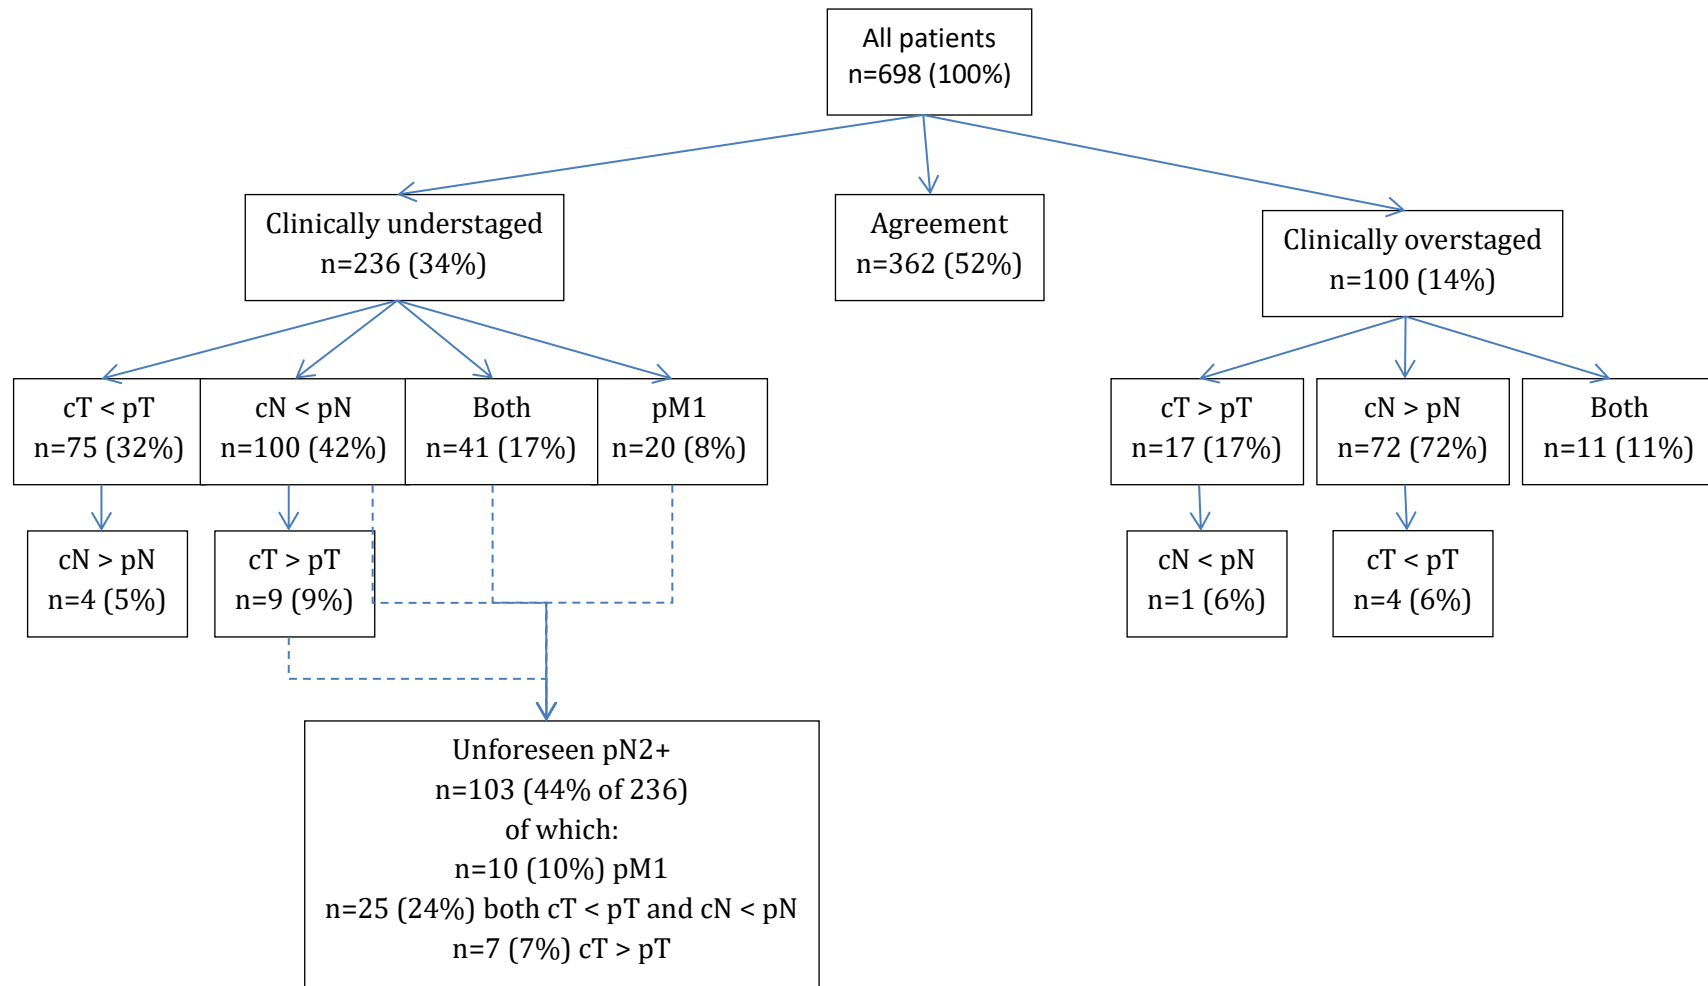 All patients
n=698 (100%)
Clinically understaged
n=236 (34%)
Agreement
n=362 (52%)
Clinically overstaged
n=100 (14%)
cT < pT
n=75 (32%)
cN < pN
n=100 (42%)
Both
n=41 (17%)
pM1
n=20 (8%)
cT > pT
n=17 (17%)
cN > pN
n=72 (72%)
Both
n=11 (11%)
cN > pN
n=4 (5%)
cT > pT
n=9 (9%)
cN < pN
n=1 (6%)
cT < pT
n=4 (6%)
Unforeseen pN2+
n=103 (44% of 236)
of which:
n=10 (10%) pM1
n=25 (24%) both cT < pT and cN < pN
n=7 (7%) cT > pT